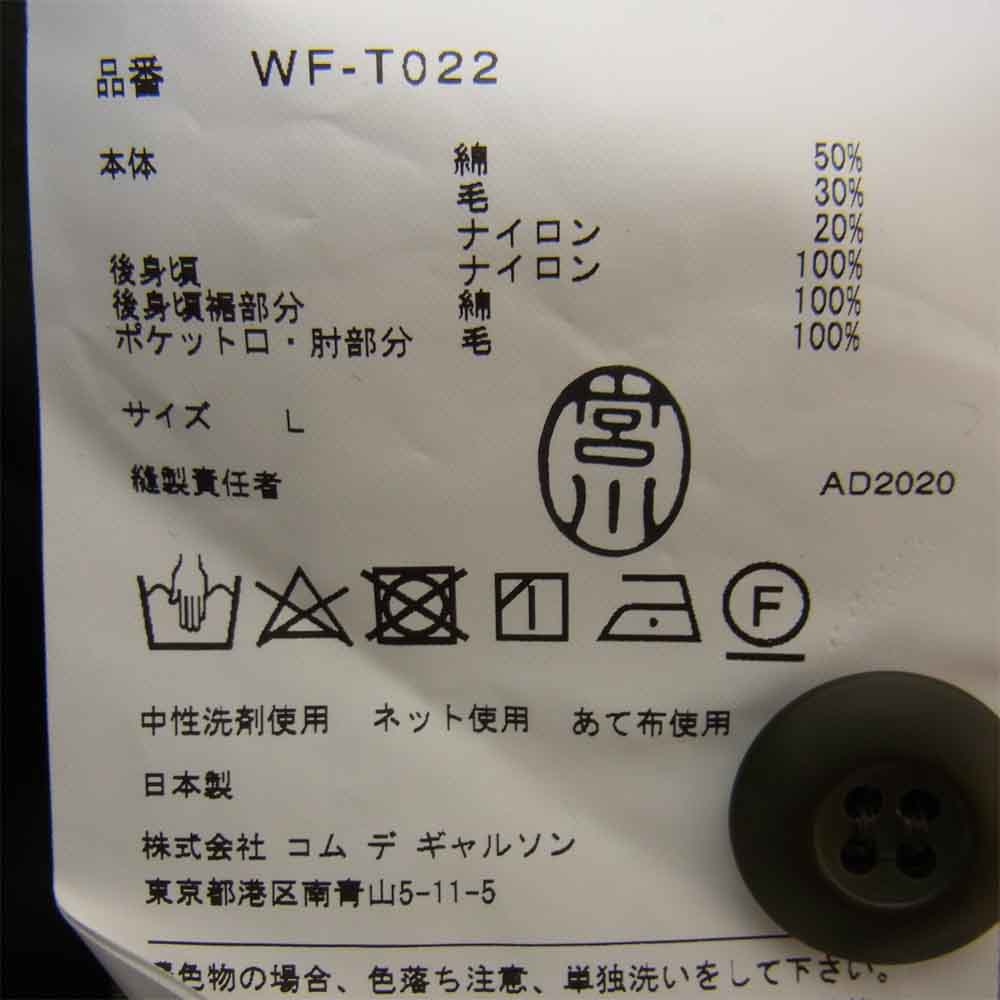 品番 WF-T022
本体 綿 50%
毛 30%
ナイロン 20%
後身頃 ナイロン 100%
後身頃裾部分 綿 100%
ポケット口・肘部分 毛 100%
サイズ L
縫製責任者 宮川 AD2020
F
中性洗剤使用 ネット使用 あて布使用
日本製
株式会社 コム デ ギャルソン
東京都港区南青山5-11-5
色物の場合、色落ち注意、単独洗いをして下さい。